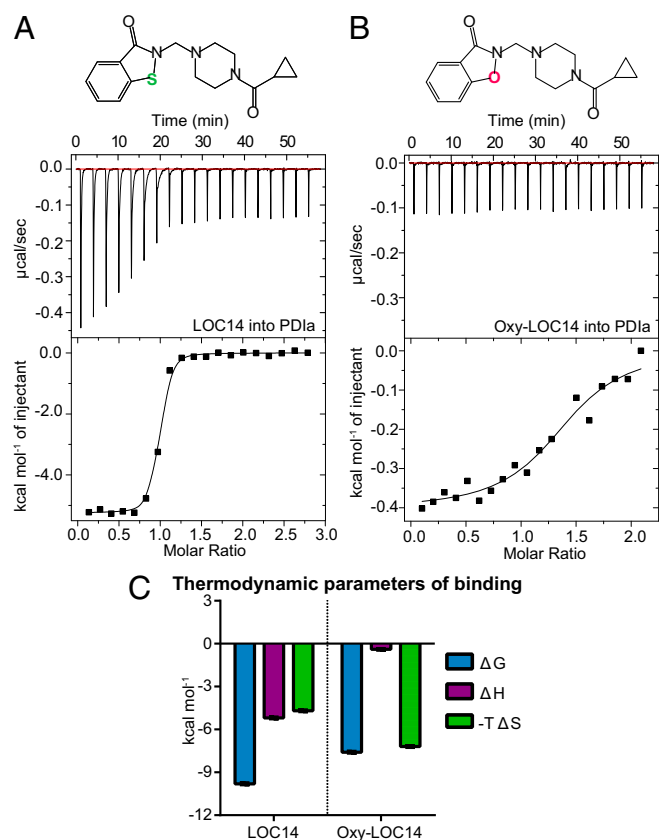 A
O
N
N
S
N
O
Time (min)
0 10 20 30 40 50
0.0
-0.1
-0.2
-0.3
-0.4
µcal/sec
LOC14 into PDIa
0.0
-2.0
-4.0
kcal mol⁻¹ of injectant
0.0 0.5 1.0 1.5 2.0 2.5 3.0
Molar Ratio
B
O
N
N
O
N
O
Time (min)
0 10 20 30 40 50
0.0
-0.1
-0.2
-0.3
µcal/sec
Oxy-LOC14 into PDIa
0.0
-0.1
-0.2
-0.3
-0.4
kcal mol⁻¹ of injectant
0.0 0.5 1.0 1.5 2.0
Molar Ratio
C
Thermodynamic parameters of binding
3
0
-3
-6
-9
-12
kcal mol⁻¹
LOC14 Oxy-LOC14
ΔG
ΔH
-TΔS